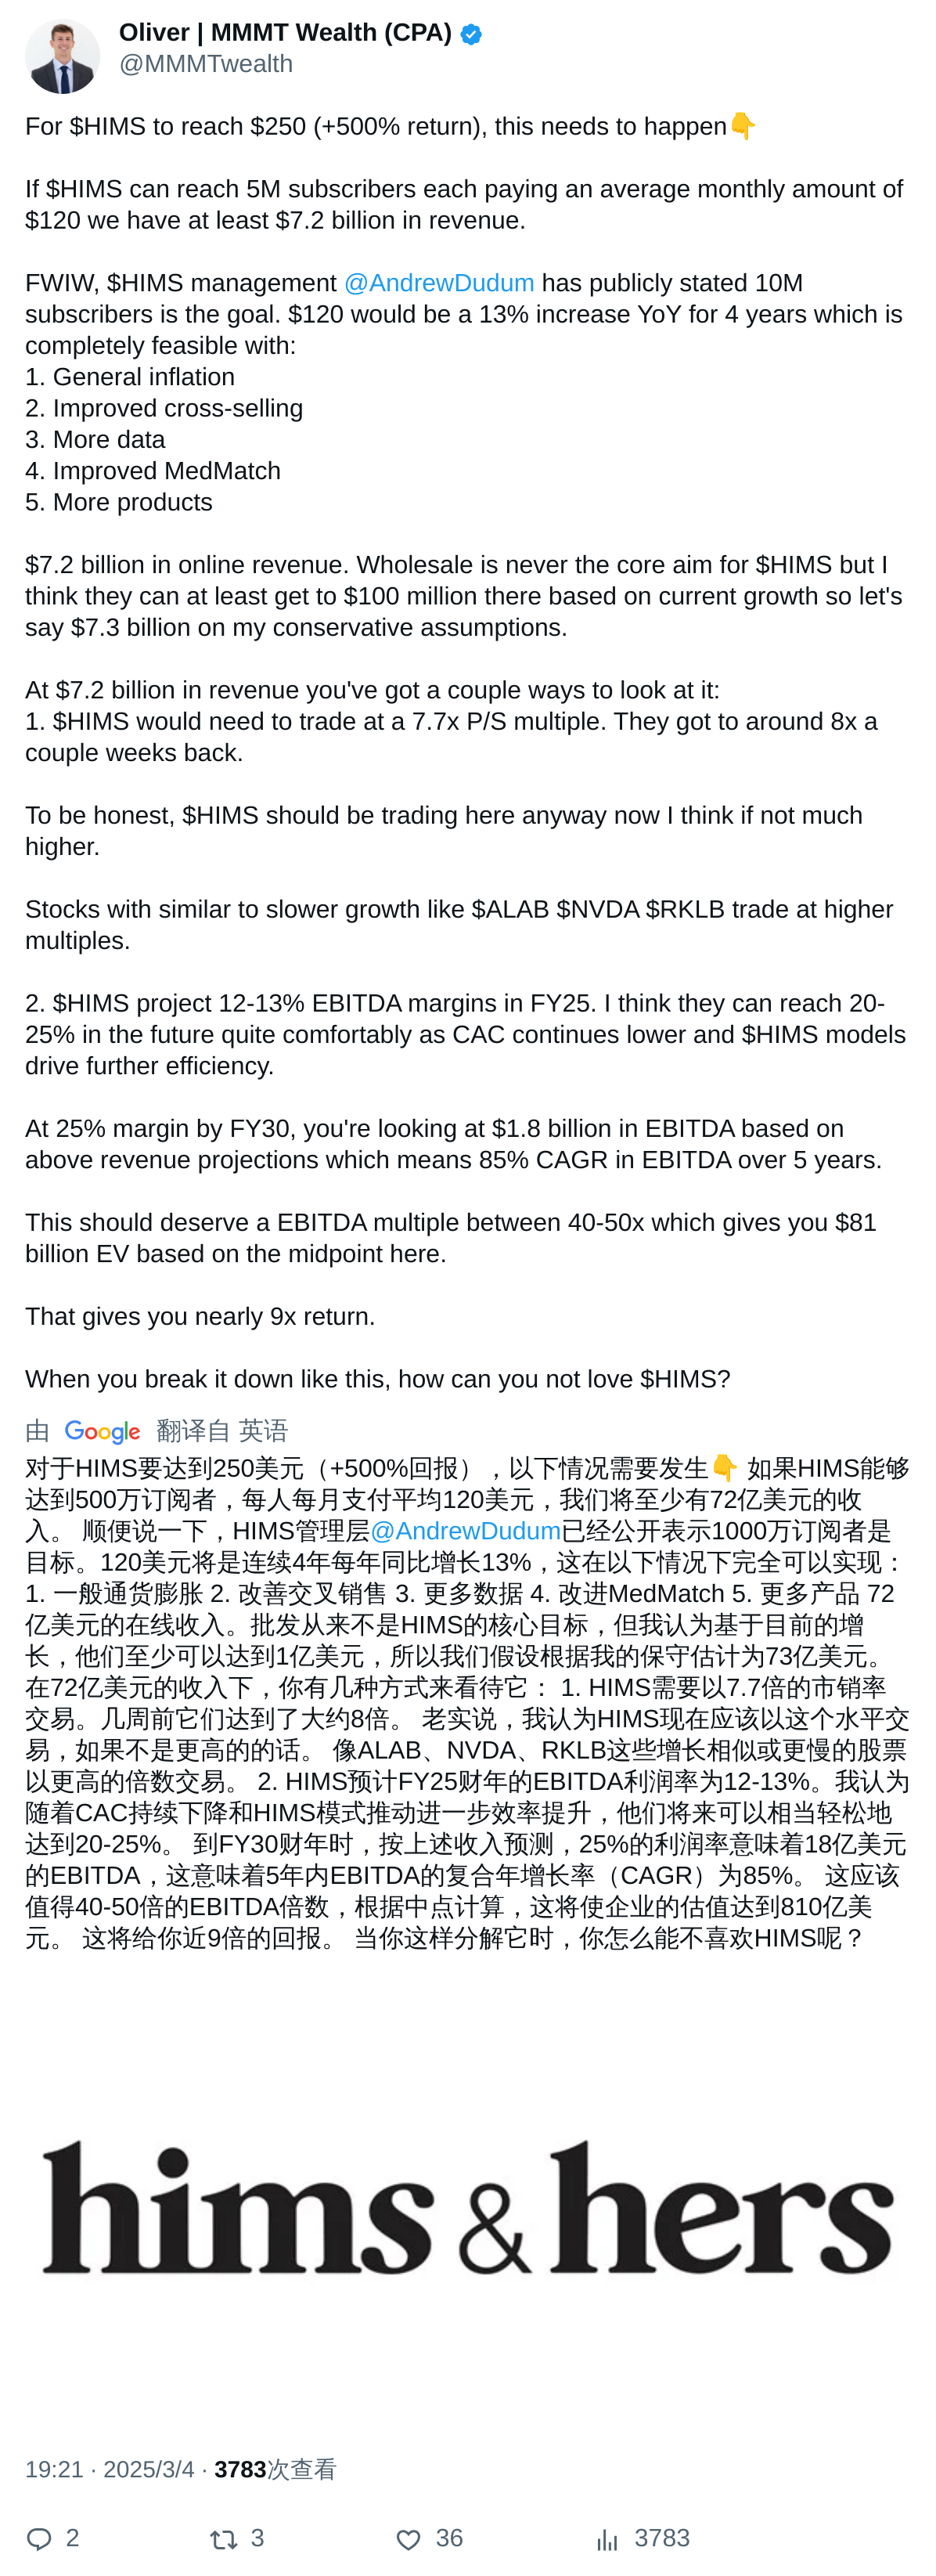 Oliver | MMMT Wealth (CPA)
@MMMTwealth
For $HIMS to reach $250 (+500% return), this needs to happen👇
If $HIMS can reach 5M subscribers each paying an average monthly amount of
$120 we have at least $7.2 billion in revenue.
FWIW, $HIMS management @AndrewDudum has publicly stated 10M
subscribers is the goal. $120 would be a 13% increase YoY for 4 years which is
completely feasible with:
1. General inflation
2. Improved cross-selling
3. More data
4. Improved MedMatch
5. More products
$7.2 billion in online revenue. Wholesale is never the core aim for $HIMS but I
think they can at least get to $100 million there based on current growth so let's
say $7.3 billion on my conservative assumptions.
At $7.2 billion in revenue you've got a couple ways to look at it:
1. $HIMS would need to trade at a 7.7x P/S multiple. They got to around 8x a
couple weeks back.
To be honest, $HIMS should be trading here anyway now I think if not much
higher.
Stocks with similar to slower growth like $ALAB $NVDA $RKLB trade at higher
multiples.
2. $HIMS project 12-13% EBITDA margins in FY25. I think they can reach 20-
25% in the future quite comfortably as CAC continues lower and $HIMS models
drive further efficiency.
At 25% margin by FY30, you're looking at $1.8 billion in EBITDA based on
above revenue projections which means 85% CAGR in EBITDA over 5 years.
This should deserve a EBITDA multiple between 40-50x which gives you $81
billion EV based on the midpoint here.
That gives you nearly 9x return.
When you break it down like this, how can you not love $HIMS?
由 Google 翻译自 英语
对于HIMS要达到250美元（+500%回报），以下情况需要发生👇 如果HIMS能够
达到500万订阅者，每人每月支付平均120美元，我们将至少有72亿美元的收
入。 顺便说一下，HIMS管理层@AndrewDudum已经公开表示1000万订阅者是
目标。120美元将是连续4年每年同比增长13%，这在以下情况下完全可以实现：
1. 一般通货膨胀 2. 改善交叉销售 3. 更多数据 4. 改进MedMatch 5. 更多产品 72
亿美元的在线收入。批发从来不是HIMS的核心目标，但我认为基于目前的增
长，他们至少可以达到1亿美元，所以我们假设根据我的保守估计为73亿美元。
在72亿美元的收入下，你有几种方式来看待它： 1. HIMS需要以7.7倍的市销率
交易。几周前它们达到了大约8倍。 老实说，我认为HIMS现在应该以这个水平交
易，如果不是更高的的话。 像ALAB、NVDA、RKLB这些增长相似或更慢的股票
以更高的倍数交易。 2. HIMS预计FY25财年的EBITDA利润率为12-13%。我认为
随着CAC持续下降和HIMS模式推动进一步效率提升，他们将来可以相当轻松地
达到20-25%。 到FY30财年时，按上述收入预测，25%的利润率意味着18亿美元
的EBITDA，这意味着5年内EBITDA的复合年增长率（CAGR）为85%。 这应该
值得40-50倍的EBITDA倍数，根据中点计算，这将使企业的估值达到810亿美
元。 这将给你近9倍的回报。 当你这样分解它时，你怎么能不喜欢HIMS呢？
hims & hers
19:21 · 2025/3/4 · 3783次查看
2 3 36 3783